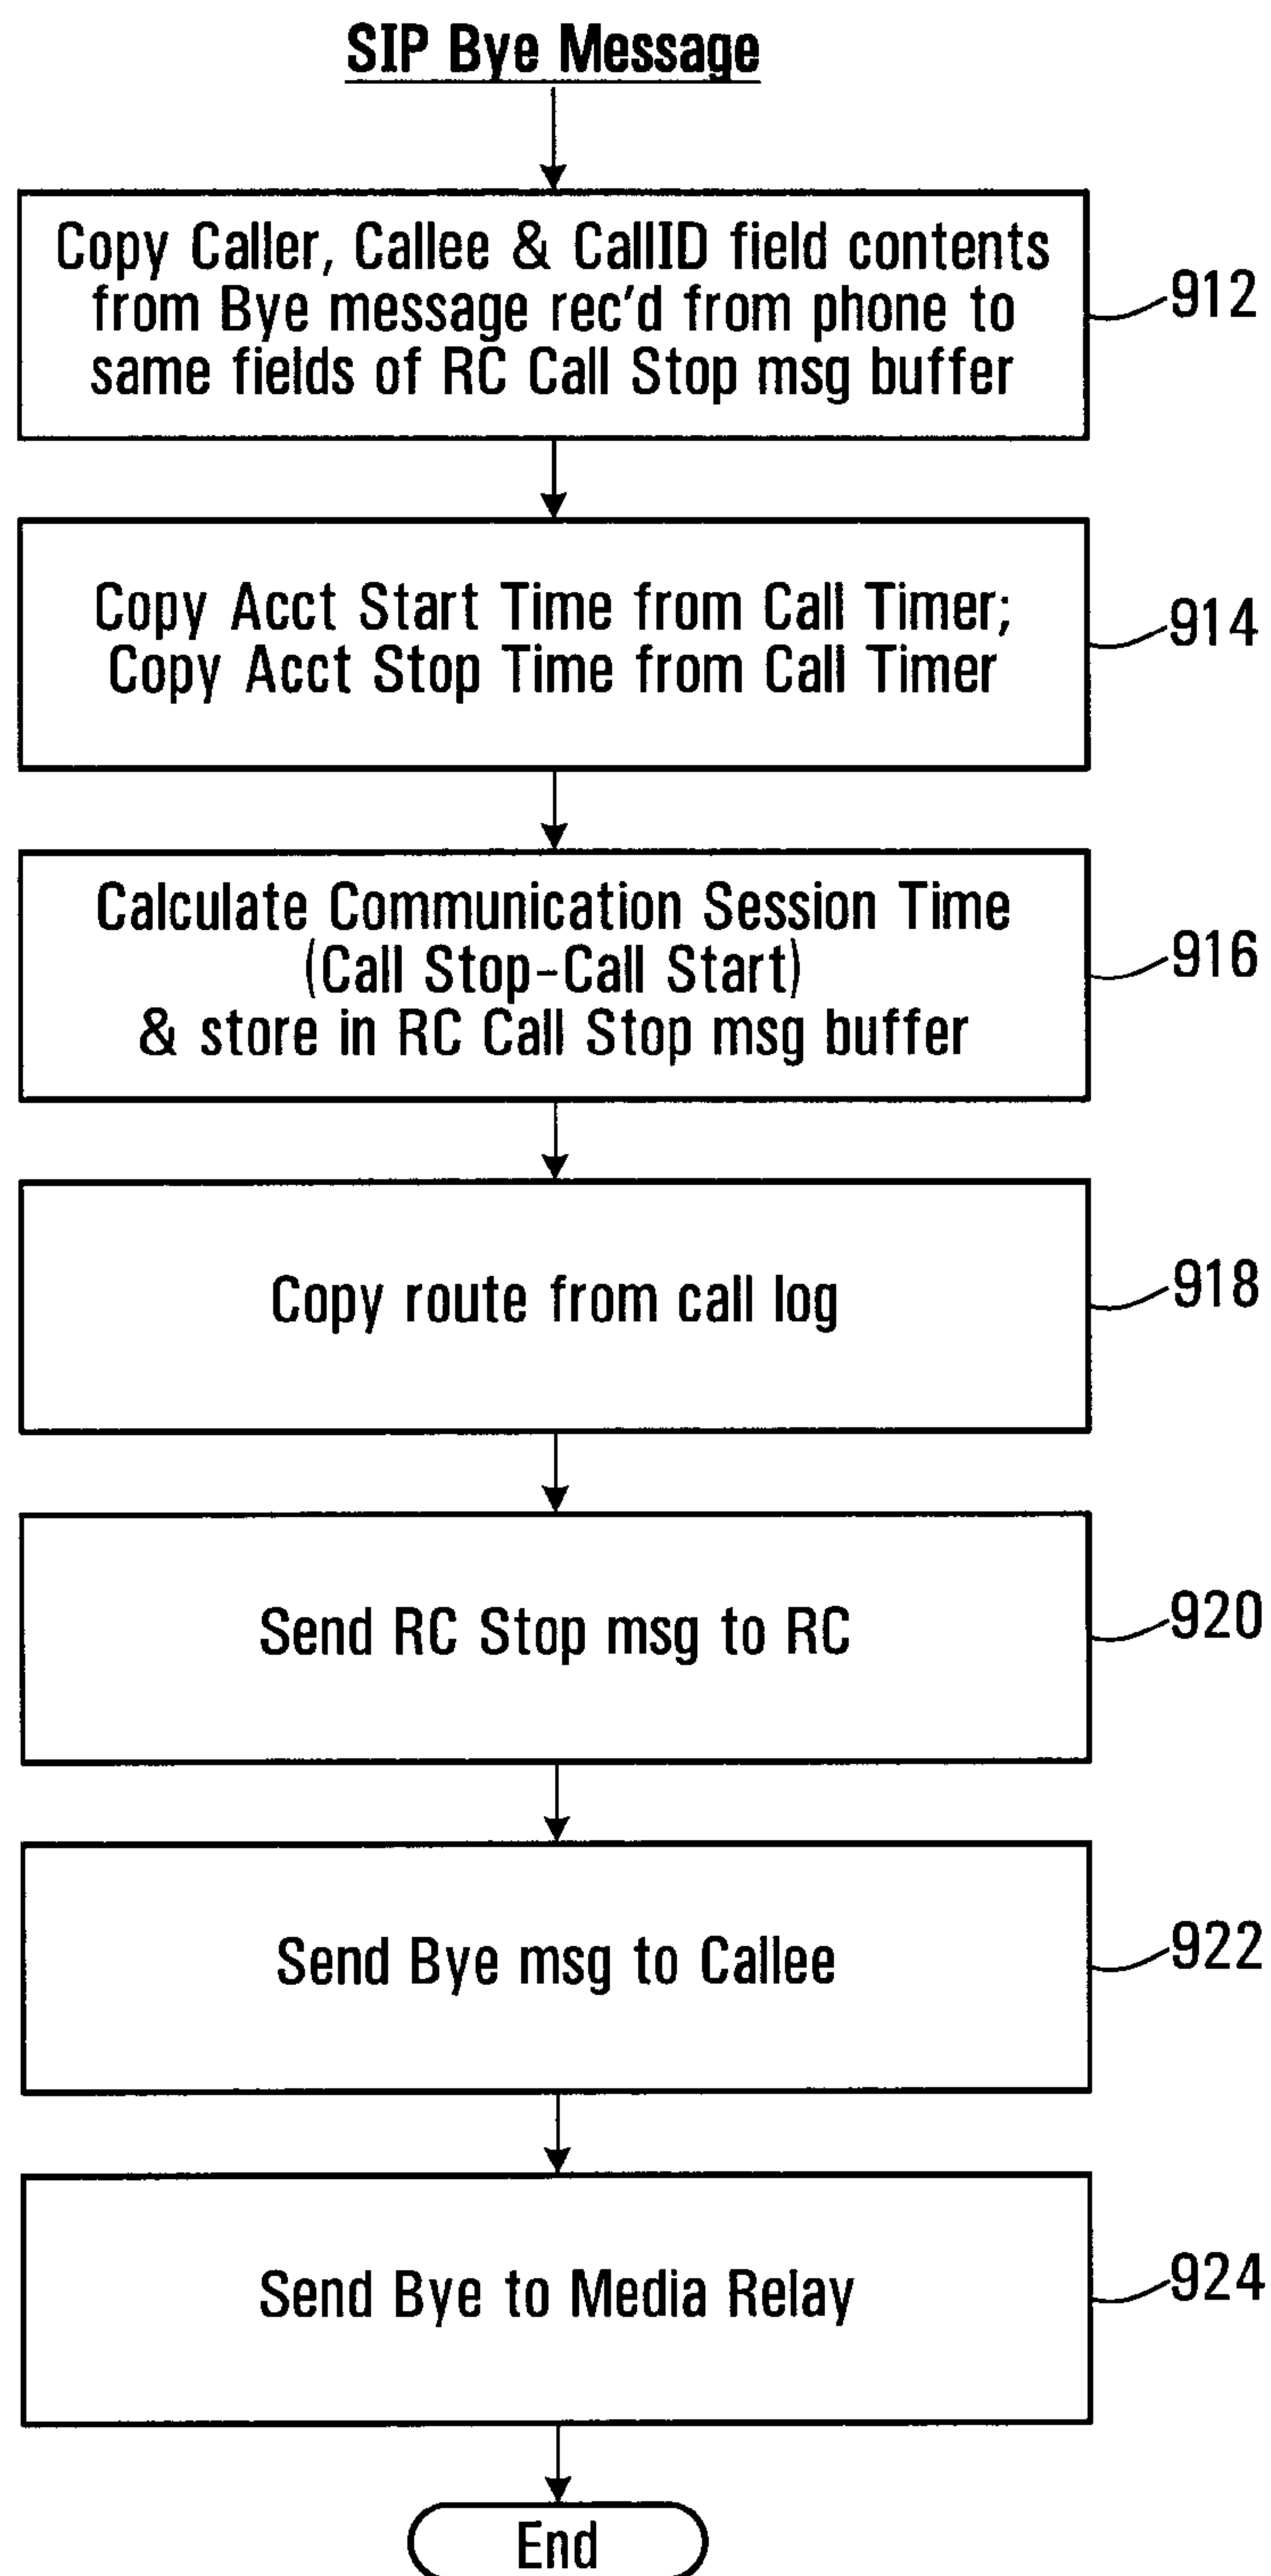 SIP Bye Message
Copy Caller, Callee & CallID field contents
from Bye message rec'd from phone to
same fields of RC Call Stop msg buffer
912
Copy Acct Start Time from Call Timer;
Copy Acct Stop Time from Call Timer
914
Calculate Communication Session Time
(Call Stop-Call Start)
& store in RC Call Stop msg buffer
916
Copy route from call log
918
Send RC Stop msg to RC
920
Send Bye msg to Callee
922
Send Bye to Media Relay
924
End